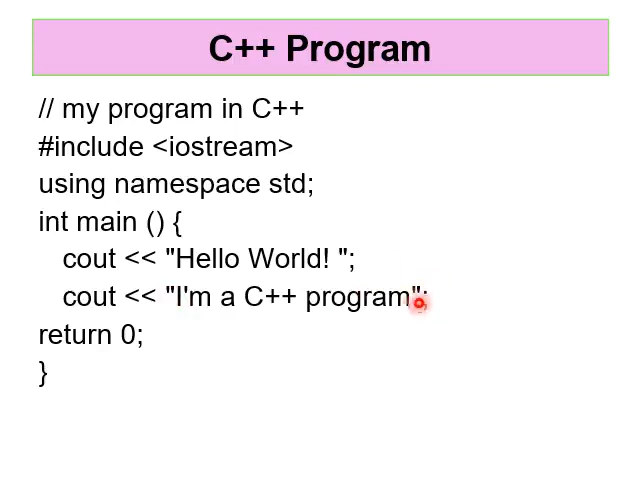 C++ Program
// my program in C++
#include <iostream>
using namespace std;
int main () {
cout << "Hello World! ";
cout << "I'm a C++ program";
return 0;
}